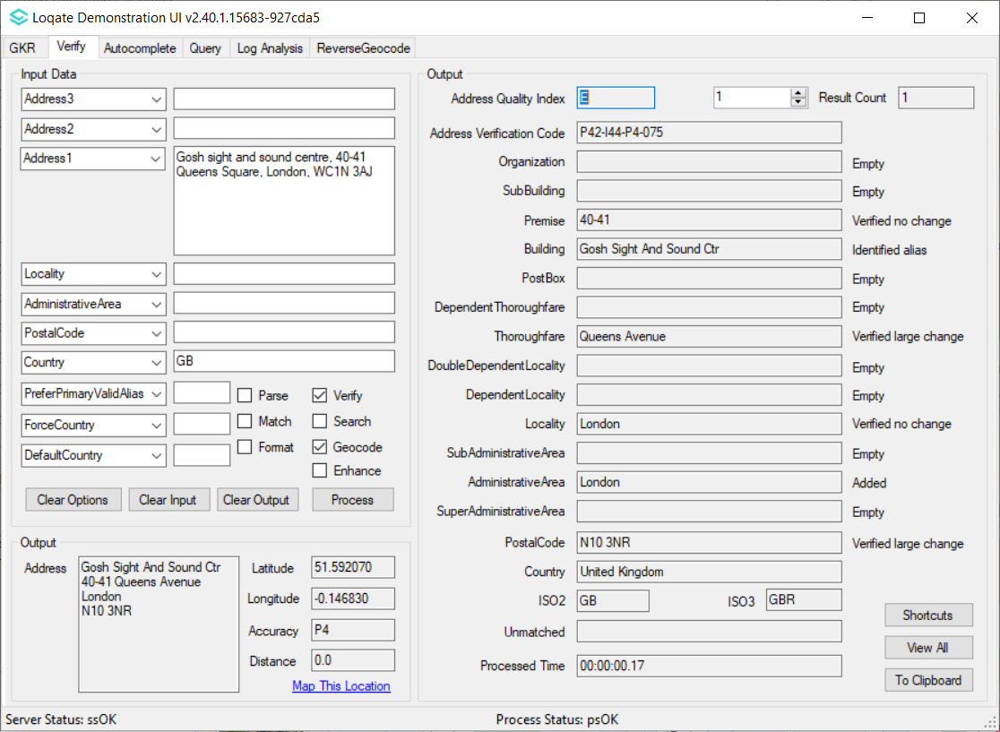 Loqate Demonstration UI v2.40.1.15683-927cda5
GKR
Verify
Autocomplete
Query
Log Analysis
ReverseGeocode
Input Data
Address3
Address2
Address1
Gosh sight and sound centre, 40-41
Queens Square, London, WC1N 3AJ
Locality
AdministrativeArea
PostalCode
Country
GB
PreferPrimaryValidAlias
Parse
Verify
ForceCountry
Match
Search
DefaultCountry
Format
Geocode
Enhance
Clear Options
Clear Input
Clear Output
Process
Output
Address
Gosh Sight And Sound Ctr
40-41 Queens Avenue
London
N10 3NR
Latitude
51.592070
Longitude
-0.146830
Accuracy
P4
Distance
0.0
Map This Location
Output
Address Quality Index
E
1
Result Count
1
Address Verification Code
P42-I44-P4-075
Organization
Empty
SubBuilding
Empty
Premise
40-41
Verified no change
Building
Gosh Sight And Sound Ctr
Identified alias
PostBox
Empty
DependentThoroughfare
Empty
Thoroughfare
Queens Avenue
Verified large change
DoubleDependentLocality
Empty
DependentLocality
Empty
Locality
London
Verified no change
SubAdministrativeArea
Empty
AdministrativeArea
London
Added
SuperAdministrativeArea
Empty
PostalCode
N10 3NR
Verified large change
Country
United Kingdom
ISO2
GB
ISO3
GBR
Unmatched
Processed Time
00:00:00.17
Shortcuts
View All
To Clipboard
Server Status: ssOK
Process Status: psOK